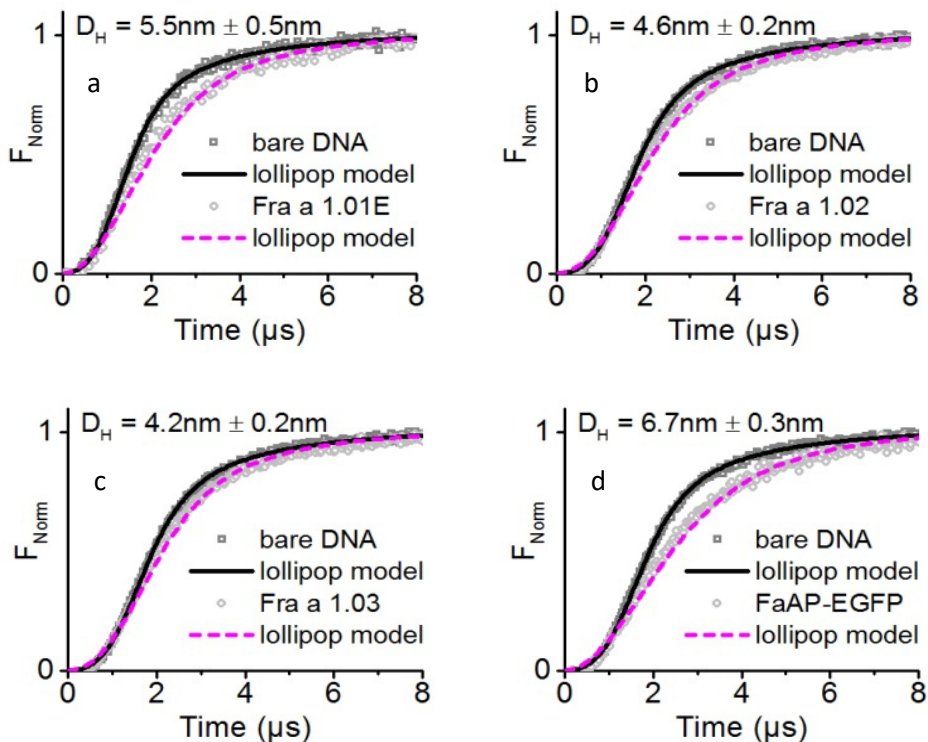 D_H = 5.5nm ± 0.5nm
a
1
F_Norm
0
bare DNA
lollipop model
Fra a 1.01E
lollipop model
0 2 4 6 8
Time (µs)
D_H = 4.6nm ± 0.2nm
b
1
F_Norm
0
bare DNA
lollipop model
Fra a 1.02
lollipop model
0 2 4 6 8
Time (µs)
D_H = 4.2nm ± 0.2nm
c
1
F_Norm
0
bare DNA
lollipop model
Fra a 1.03
lollipop model
0 2 4 6 8
Time (µs)
D_H = 6.7nm ± 0.3nm
d
1
F_Norm
0
bare DNA
lollipop model
FaAP-EGFP
lollipop model
0 2 4 6 8
Time (µs)